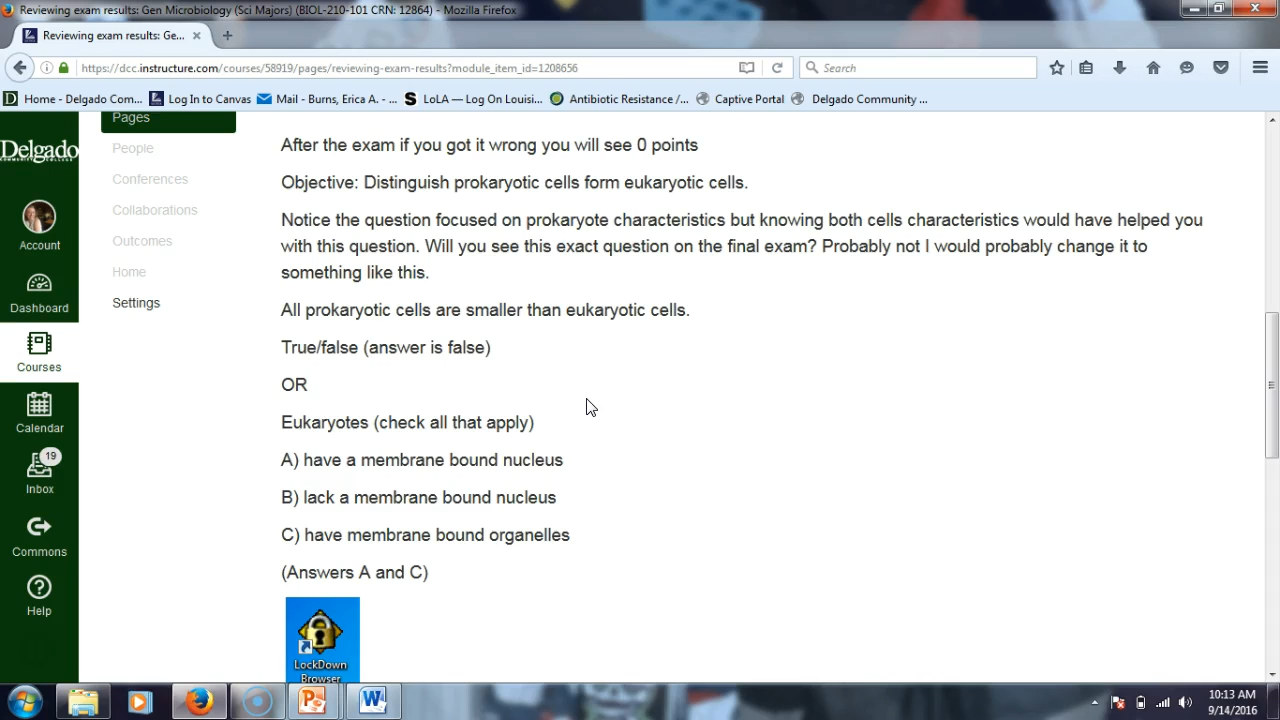 Reviewing exam results: Gen Microbiology (Sci Majors) (BIOL-210-101 CRN: 12864) - Mozilla Firefox
Reviewing exam results: Ge...
https://dcc.instructure.com/courses/58919/pages/reviewing-exam-results?module_item_id=1208656
Search
Home - Delgado Com... Log In to Canvas Mail - Burns, Erica A. - ... LoLA — Log On Louisi... Antibiotic Resistance /... Captive Portal Delgado Community ...
Delgado
COMMUNITY COLLEGE
Account
Dashboard
Courses
Calendar
19
Inbox
Commons
Help
Pages
People
Conferences
Collaborations
Outcomes
Home
Settings
After the exam if you got it wrong you will see 0 points
Objective: Distinguish prokaryotic cells form eukaryotic cells.
Notice the question focused on prokaryote characteristics but knowing both cells characteristics would have helped you
with this question. Will you see this exact question on the final exam? Probably not I would probably change it to
something like this.
All prokaryotic cells are smaller than eukaryotic cells.
True/false (answer is false)
OR
Eukaryotes (check all that apply)
A) have a membrane bound nucleus
B) lack a membrane bound nucleus
C) have membrane bound organelles
(Answers A and C)
LockDown
Browser
10:13 AM
9/14/2016